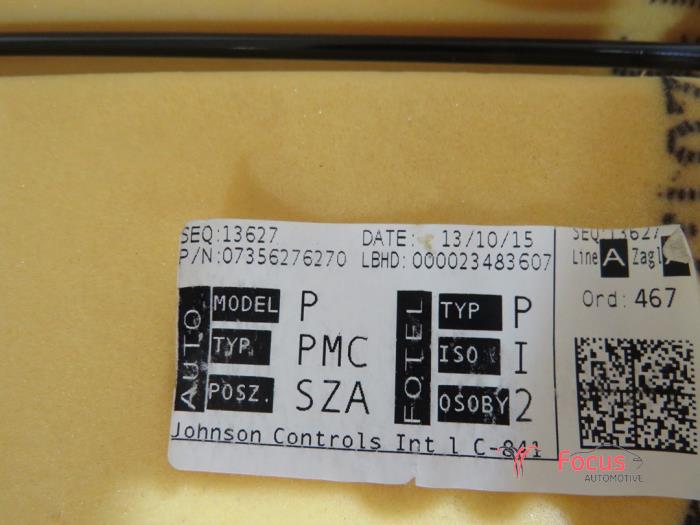 SEQ:13627 DATE: 13/10/15
P/N:07356276270 LBHD: 000023483607
AUTO
MODEL P
TYP PMC
POSZ. SZA
FOTEL
TYP P
ISO I
OSOBY 2
Johnson Controls Int l C-841
SEQ:13627
Line A Zagl
Ord: 467
Focus
AUTOMOTIVE